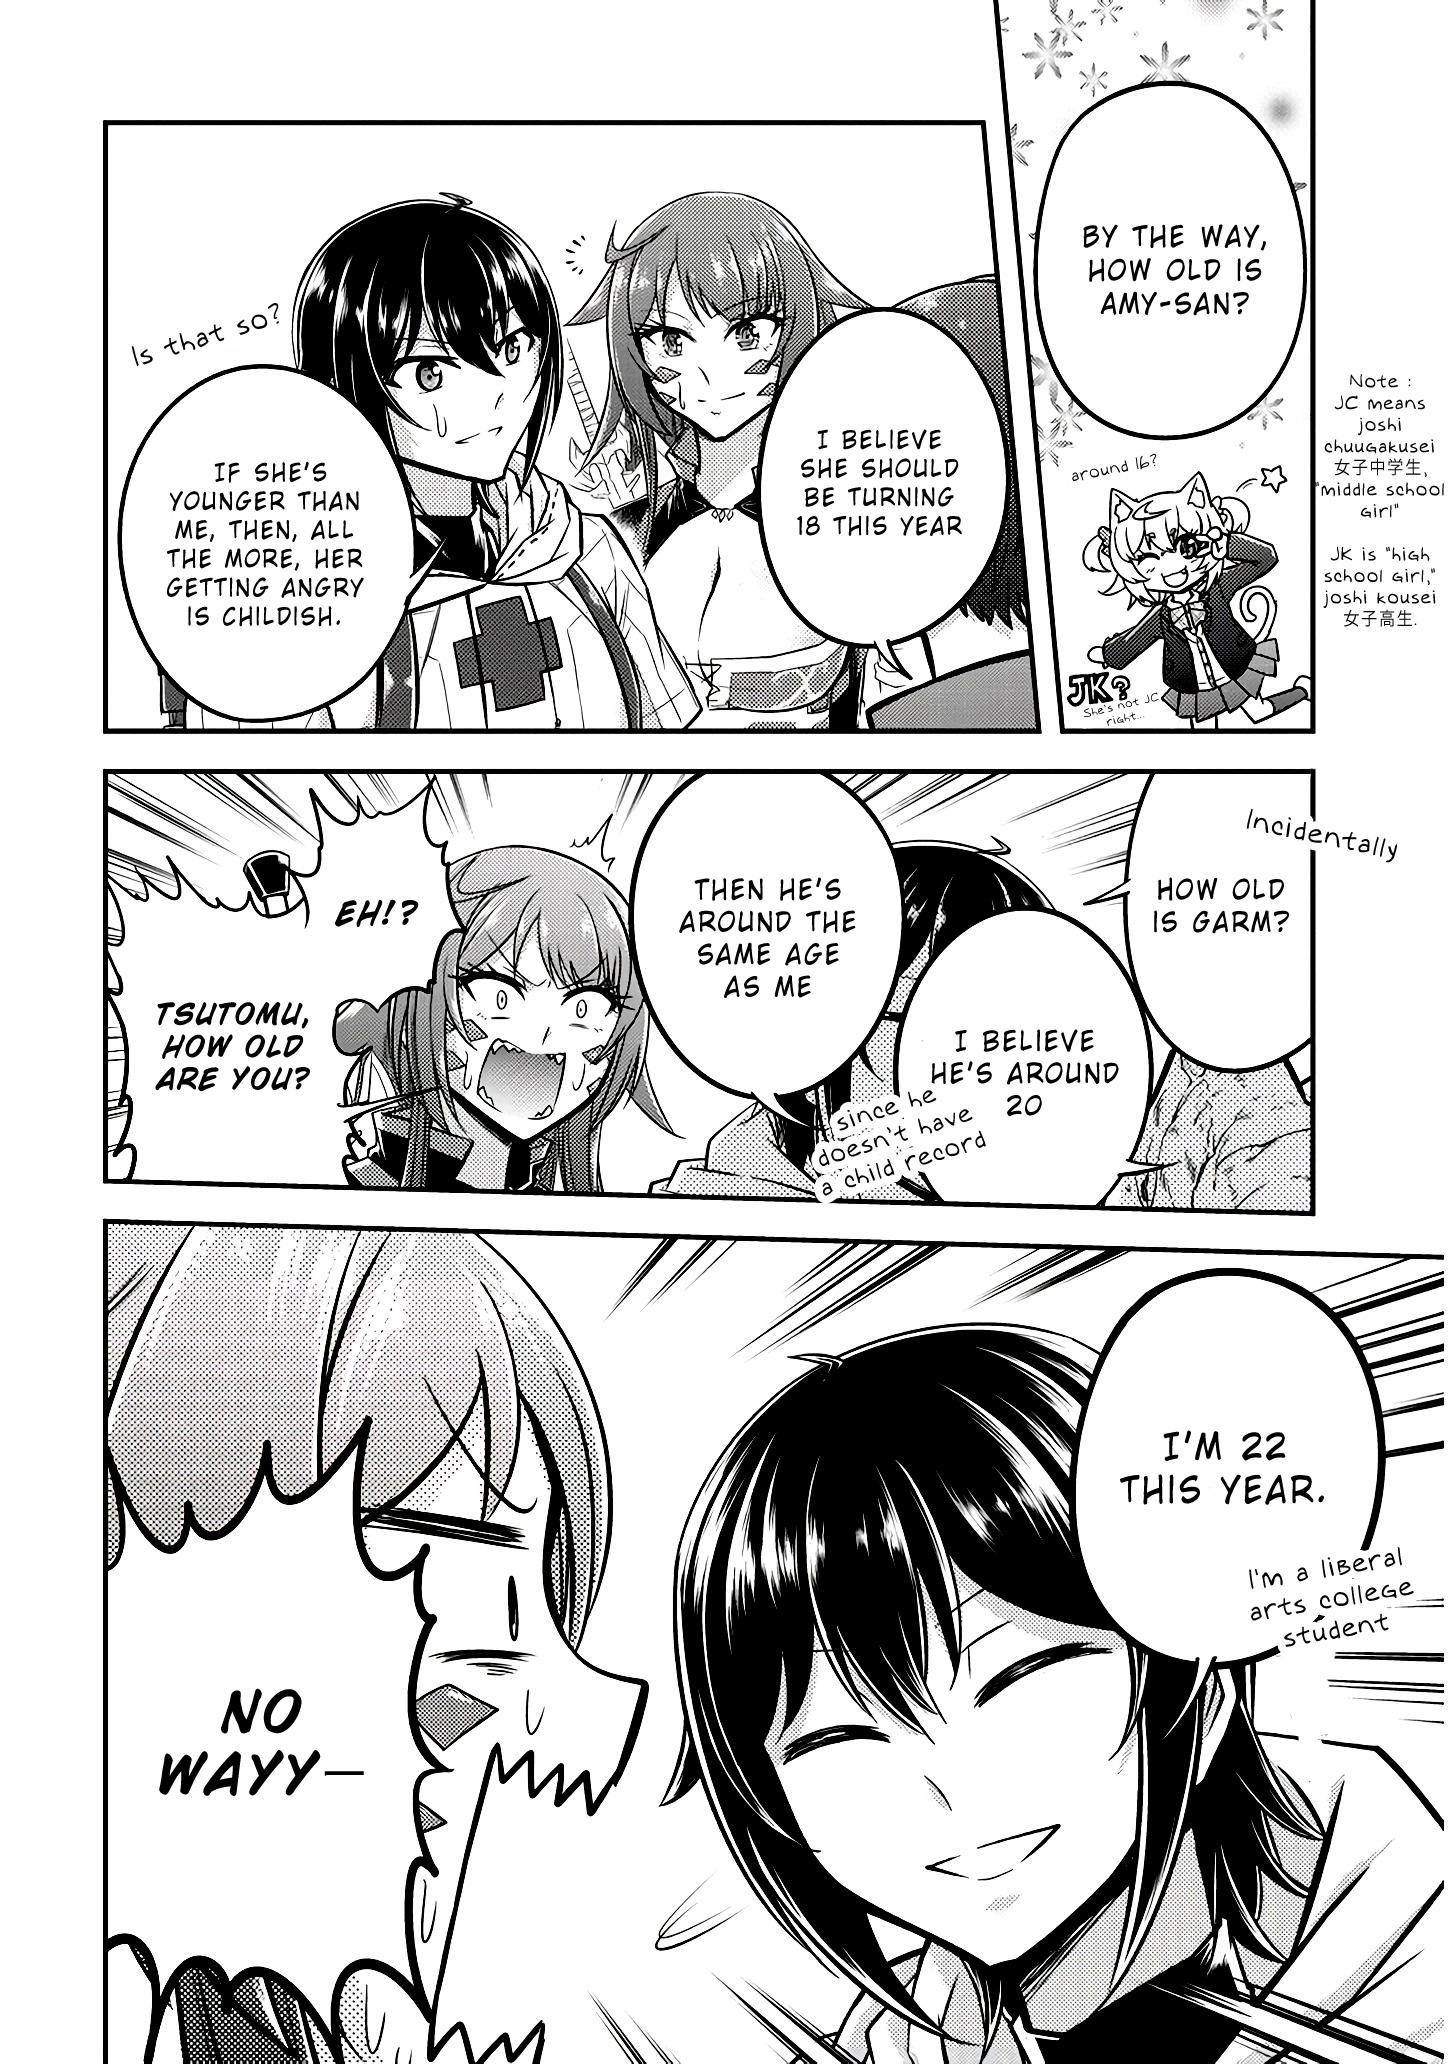 BY THE WAY,
HOW OLD IS
AMY-SAN?
around 16?
JK?
She's not JC
right...
Note :
JC means
joshi
chuugakusei
女子中学生,
"middle school
girl"
JK is "high
school girl,"
joshi kousei
女子高生.
I BELIEVE
SHE SHOULD
BE TURNING
18 THIS YEAR
Is that so?
IF SHE'S
YOUNGER THAN
ME, THEN, ALL
THE MORE, HER
GETTING ANGRY
IS CHILDISH.
Incidentally
HOW OLD
IS GARM?
I BELIEVE
HE'S AROUND
20
THEN HE'S
AROUND THE
SAME AGE
AS ME
since he
doesn't have
a child record
EH!?
TSUTOMU,
HOW OLD
ARE YOU?
I'M 22
THIS YEAR.
I'm a liberal
arts college
student
NO
WAYY—